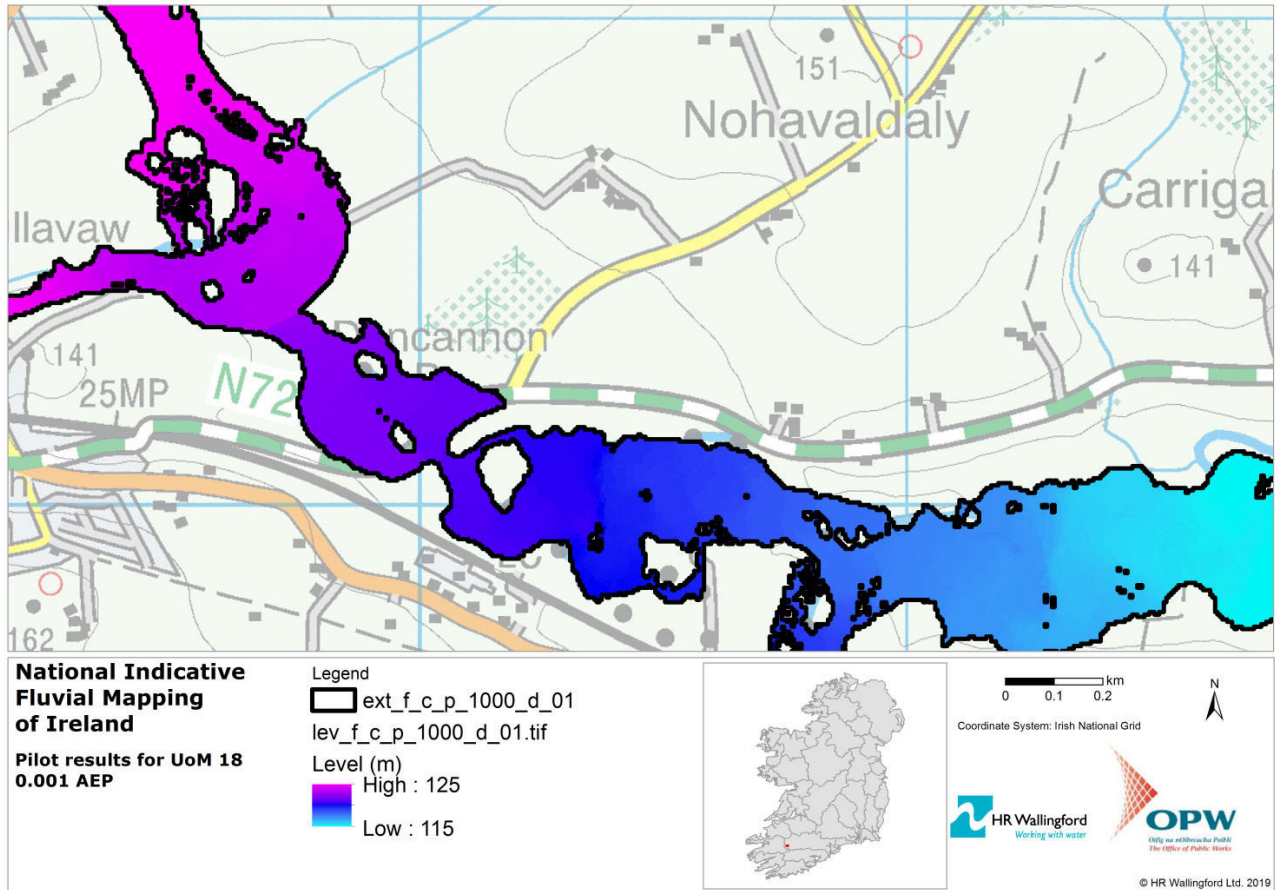 151
Nohavaldaly
Carriga
llavaw
141
141
N72
25MP
162
National Indicative
Fluvial Mapping
of Ireland
Pilot results for UoM 18
0.001 AEP
Legend
ext_f_c_p_1000_d_01
lev_f_c_p_1000_d_01.tif
Level (m)
High : 125
Low : 115
km
0 0.1 0.2
N
Coordinate System: Irish National Grid
HR Wallingford
Working with water
OPW
Oifig na nOibreacha Poiblí
The Office of Public Works
© HR Wallingford Ltd. 2019